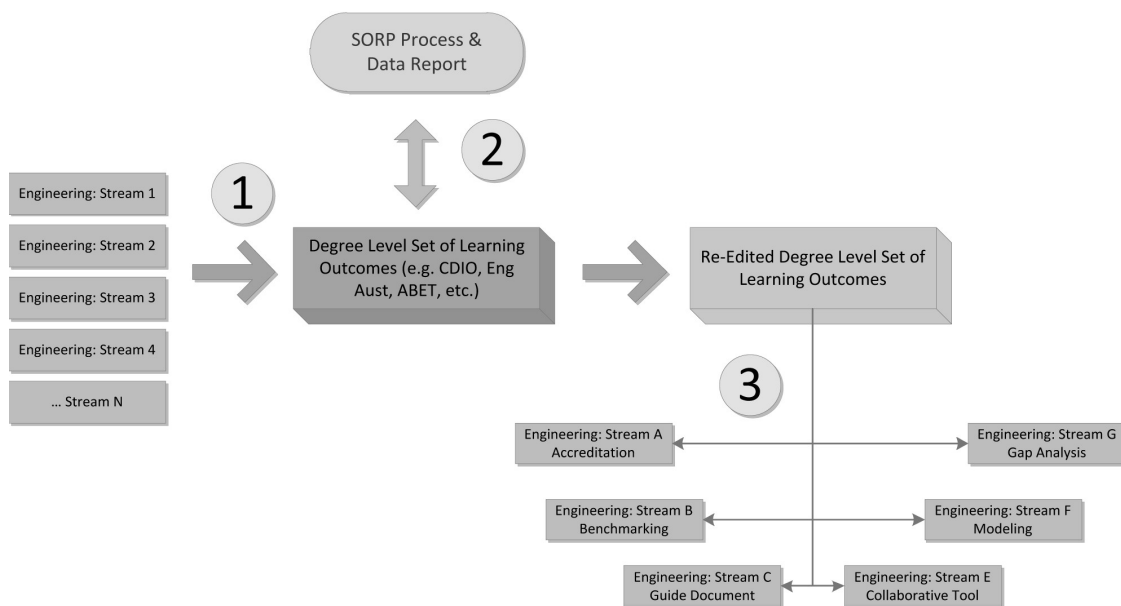 SORP Process &
Data Report
2
1
Engineering: Stream 1
Engineering: Stream 2
Engineering: Stream 3
Engineering: Stream 4
... Stream N
Degree Level Set of Learning
Outcomes (e.g. CDIO, Eng
Aust, ABET, etc.)
Re-Edited Degree Level Set of
Learning Outcomes
3
Engineering: Stream A
Accreditation
Engineering: Stream G
Gap Analysis
Engineering: Stream B
Benchmarking
Engineering: Stream F
Modeling
Engineering: Stream C
Guide Document
Engineering: Stream E
Collaborative Tool